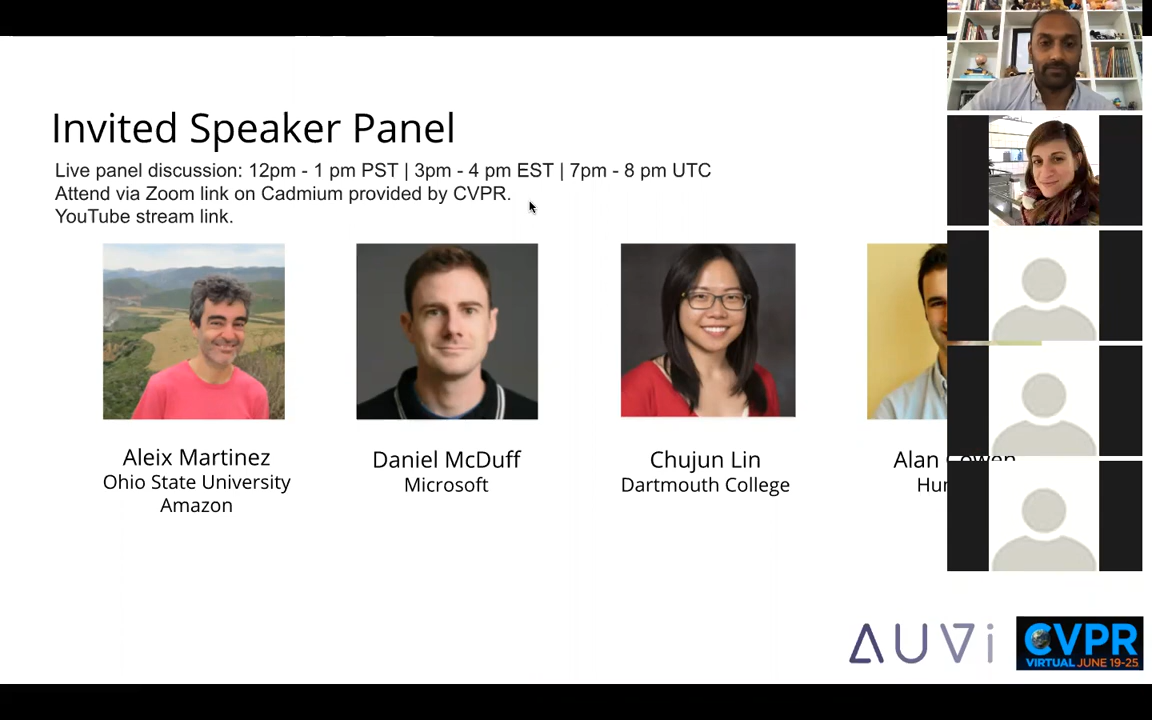 Invited Speaker Panel
Live panel discussion: 12pm - 1 pm PST | 3pm - 4 pm EST | 7pm - 8 pm UTC
Attend via Zoom link on Cadmium provided by CVPR.
YouTube stream link.
Aleix Martinez
Ohio State University
Amazon
Daniel McDuff
Microsoft
Chujun Lin
Dartmouth College
Alan Cowen
AUVi
CVPR
VIRTUAL JUNE 19-25